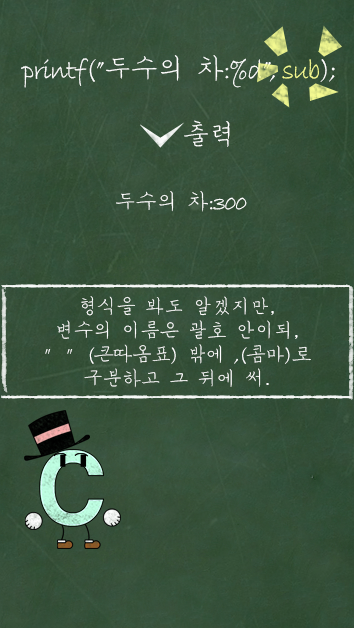 printf("두수의 차:%d", sub);
출력
두수의 차:300
형식을 봐도 알겠지만,
변수의 이름은 괄호 안이되,
" " (큰따옴표) 밖에 ,(콤마)로
구분하고 그 뒤에 써.
C